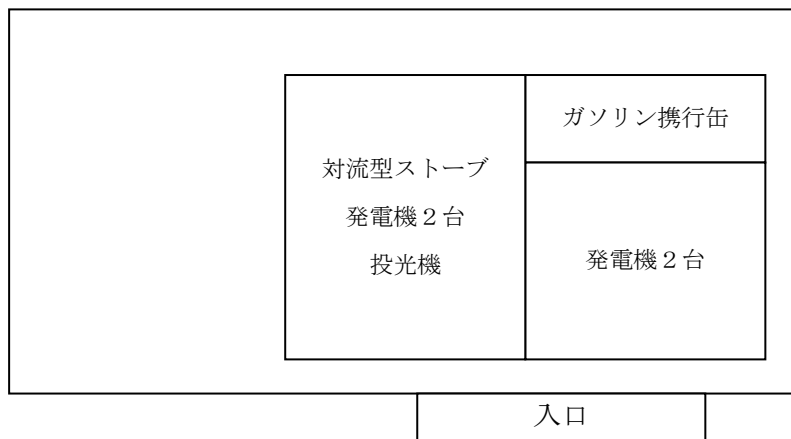 対流型ストーブ
発電機２台
投光機
ガソリン携行缶
発電機２台
入口